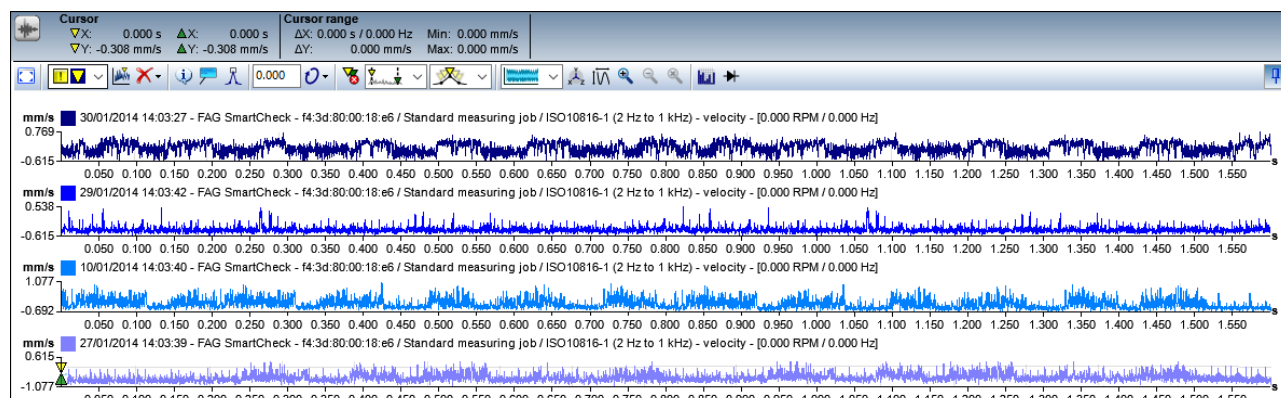 Cursor Cursor range
X: 0.000 s X: 0.000 s ΔX: 0.000 s / 0.000 Hz Min: 0.000 mm/s
Y: -0.308 mm/s Y: -0.308 mm/s ΔY: 0.000 mm/s Max: 0.000 mm/s
0.000
mm/s 30/01/2014 14:03:27 - FAG SmartCheck - f4:3d:80:00:18:e6 / Standard measuring job / ISO10816-1 (2 Hz to 1 kHz) - velocity - [0.000 RPM / 0.000 Hz]
0.769
-0.615
s
0.050 0.100 0.150 0.200 0.250 0.300 0.350 0.400 0.450 0.500 0.550 0.600 0.650 0.700 0.750 0.800 0.850 0.900 0.950 1.000 1.050 1.100 1.150 1.200 1.250 1.300 1.350 1.400 1.450 1.500 1.550
mm/s 29/01/2014 14:03:42 - FAG SmartCheck - f4:3d:80:00:18:e6 / Standard measuring job / ISO10816-1 (2 Hz to 1 kHz) - velocity - [0.000 RPM / 0.000 Hz]
0.538
-0.615
s
0.050 0.100 0.150 0.200 0.250 0.300 0.350 0.400 0.450 0.500 0.550 0.600 0.650 0.700 0.750 0.800 0.850 0.900 0.950 1.000 1.050 1.100 1.150 1.200 1.250 1.300 1.350 1.400 1.450 1.500 1.550
mm/s 10/01/2014 14:03:40 - FAG SmartCheck - f4:3d:80:00:18:e6 / Standard measuring job / ISO10816-1 (2 Hz to 1 kHz) - velocity - [0.000 RPM / 0.000 Hz]
1.077
-0.692
s
0.050 0.100 0.150 0.200 0.250 0.300 0.350 0.400 0.450 0.500 0.550 0.600 0.650 0.700 0.750 0.800 0.850 0.900 0.950 1.000 1.050 1.100 1.150 1.200 1.250 1.300 1.350 1.400 1.450 1.500 1.550
mm/s 27/01/2014 14:03:39 - FAG SmartCheck - f4:3d:80:00:18:e6 / Standard measuring job / ISO10816-1 (2 Hz to 1 kHz) - velocity - [0.000 RPM / 0.000 Hz]
0.615
-1.077
s